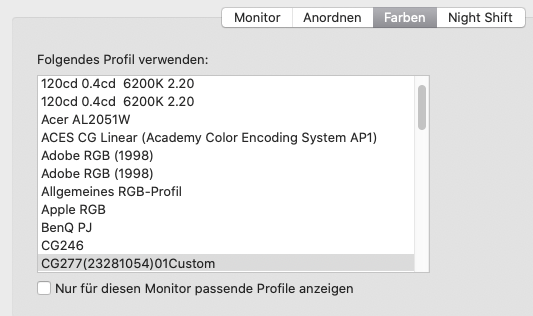 Monitor Anordnen Farben Night Shift
Folgendes Profil verwenden:
120cd 0.4cd  6200K 2.20
120cd 0.4cd  6200K 2.20
Acer AL2051W
ACES CG Linear (Academy Color Encoding System AP1)
Adobe RGB (1998)
Adobe RGB (1998)
Allgemeines RGB-Profil
Apple RGB
BenQ PJ
CG246
CG277(23281054)01Custom
Nur für diesen Monitor passende Profile anzeigen